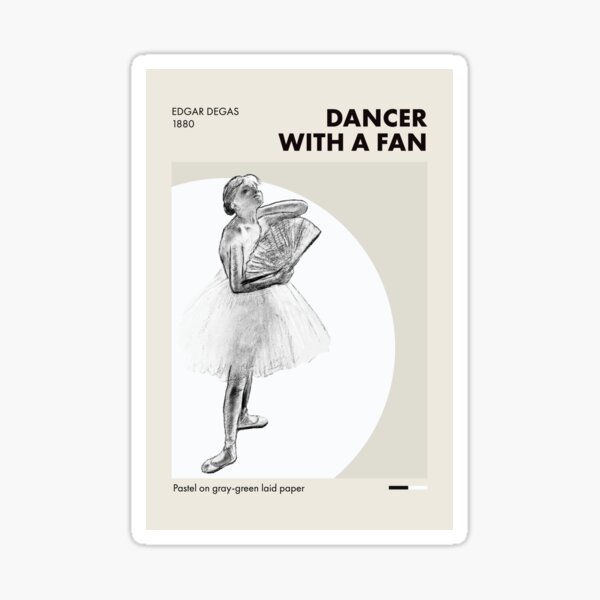 EDGAR DEGAS
1880
DANCER
WITH A FAN
Pastel on gray-green laid paper